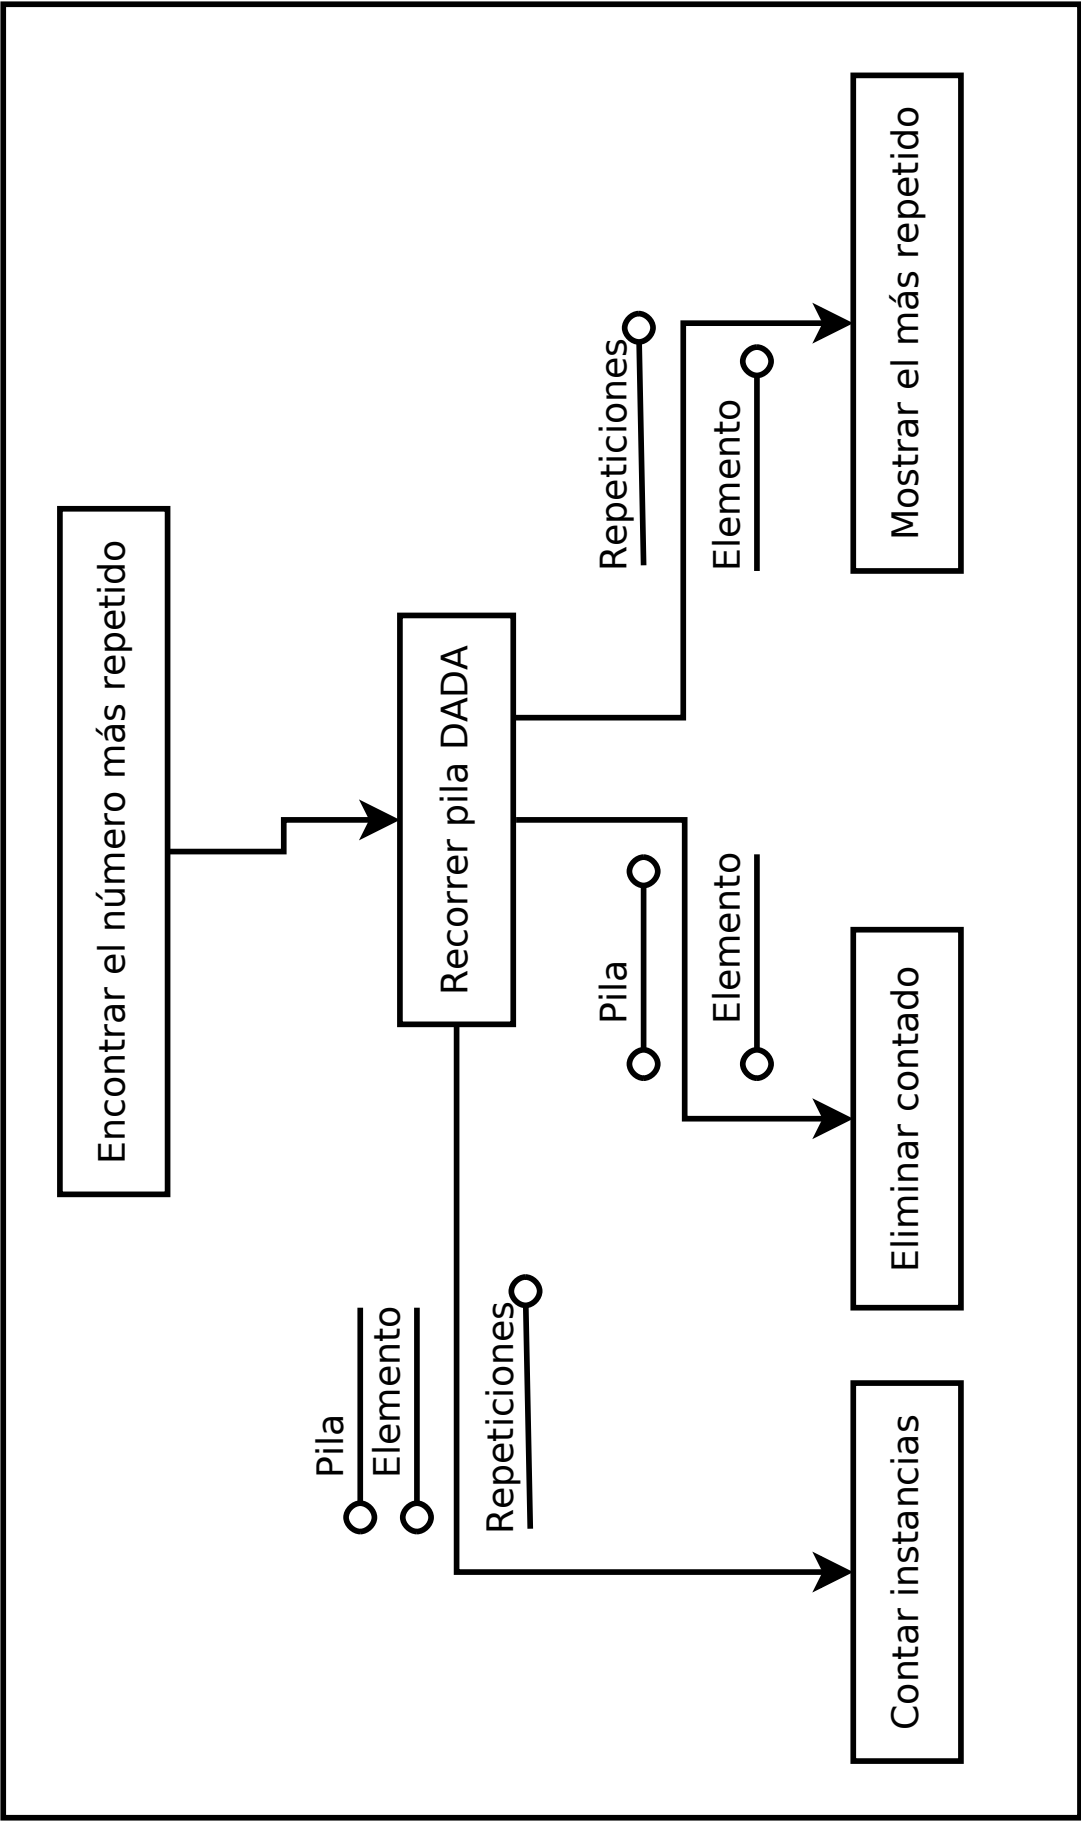 Encontrar el número más repetido
Recorrer pila DADA
Pila
Elemento
Repeticiones
Pila
Elemento
Repeticiones
Elemento
Contar instancias
Eliminar contado
Mostrar el más repetido